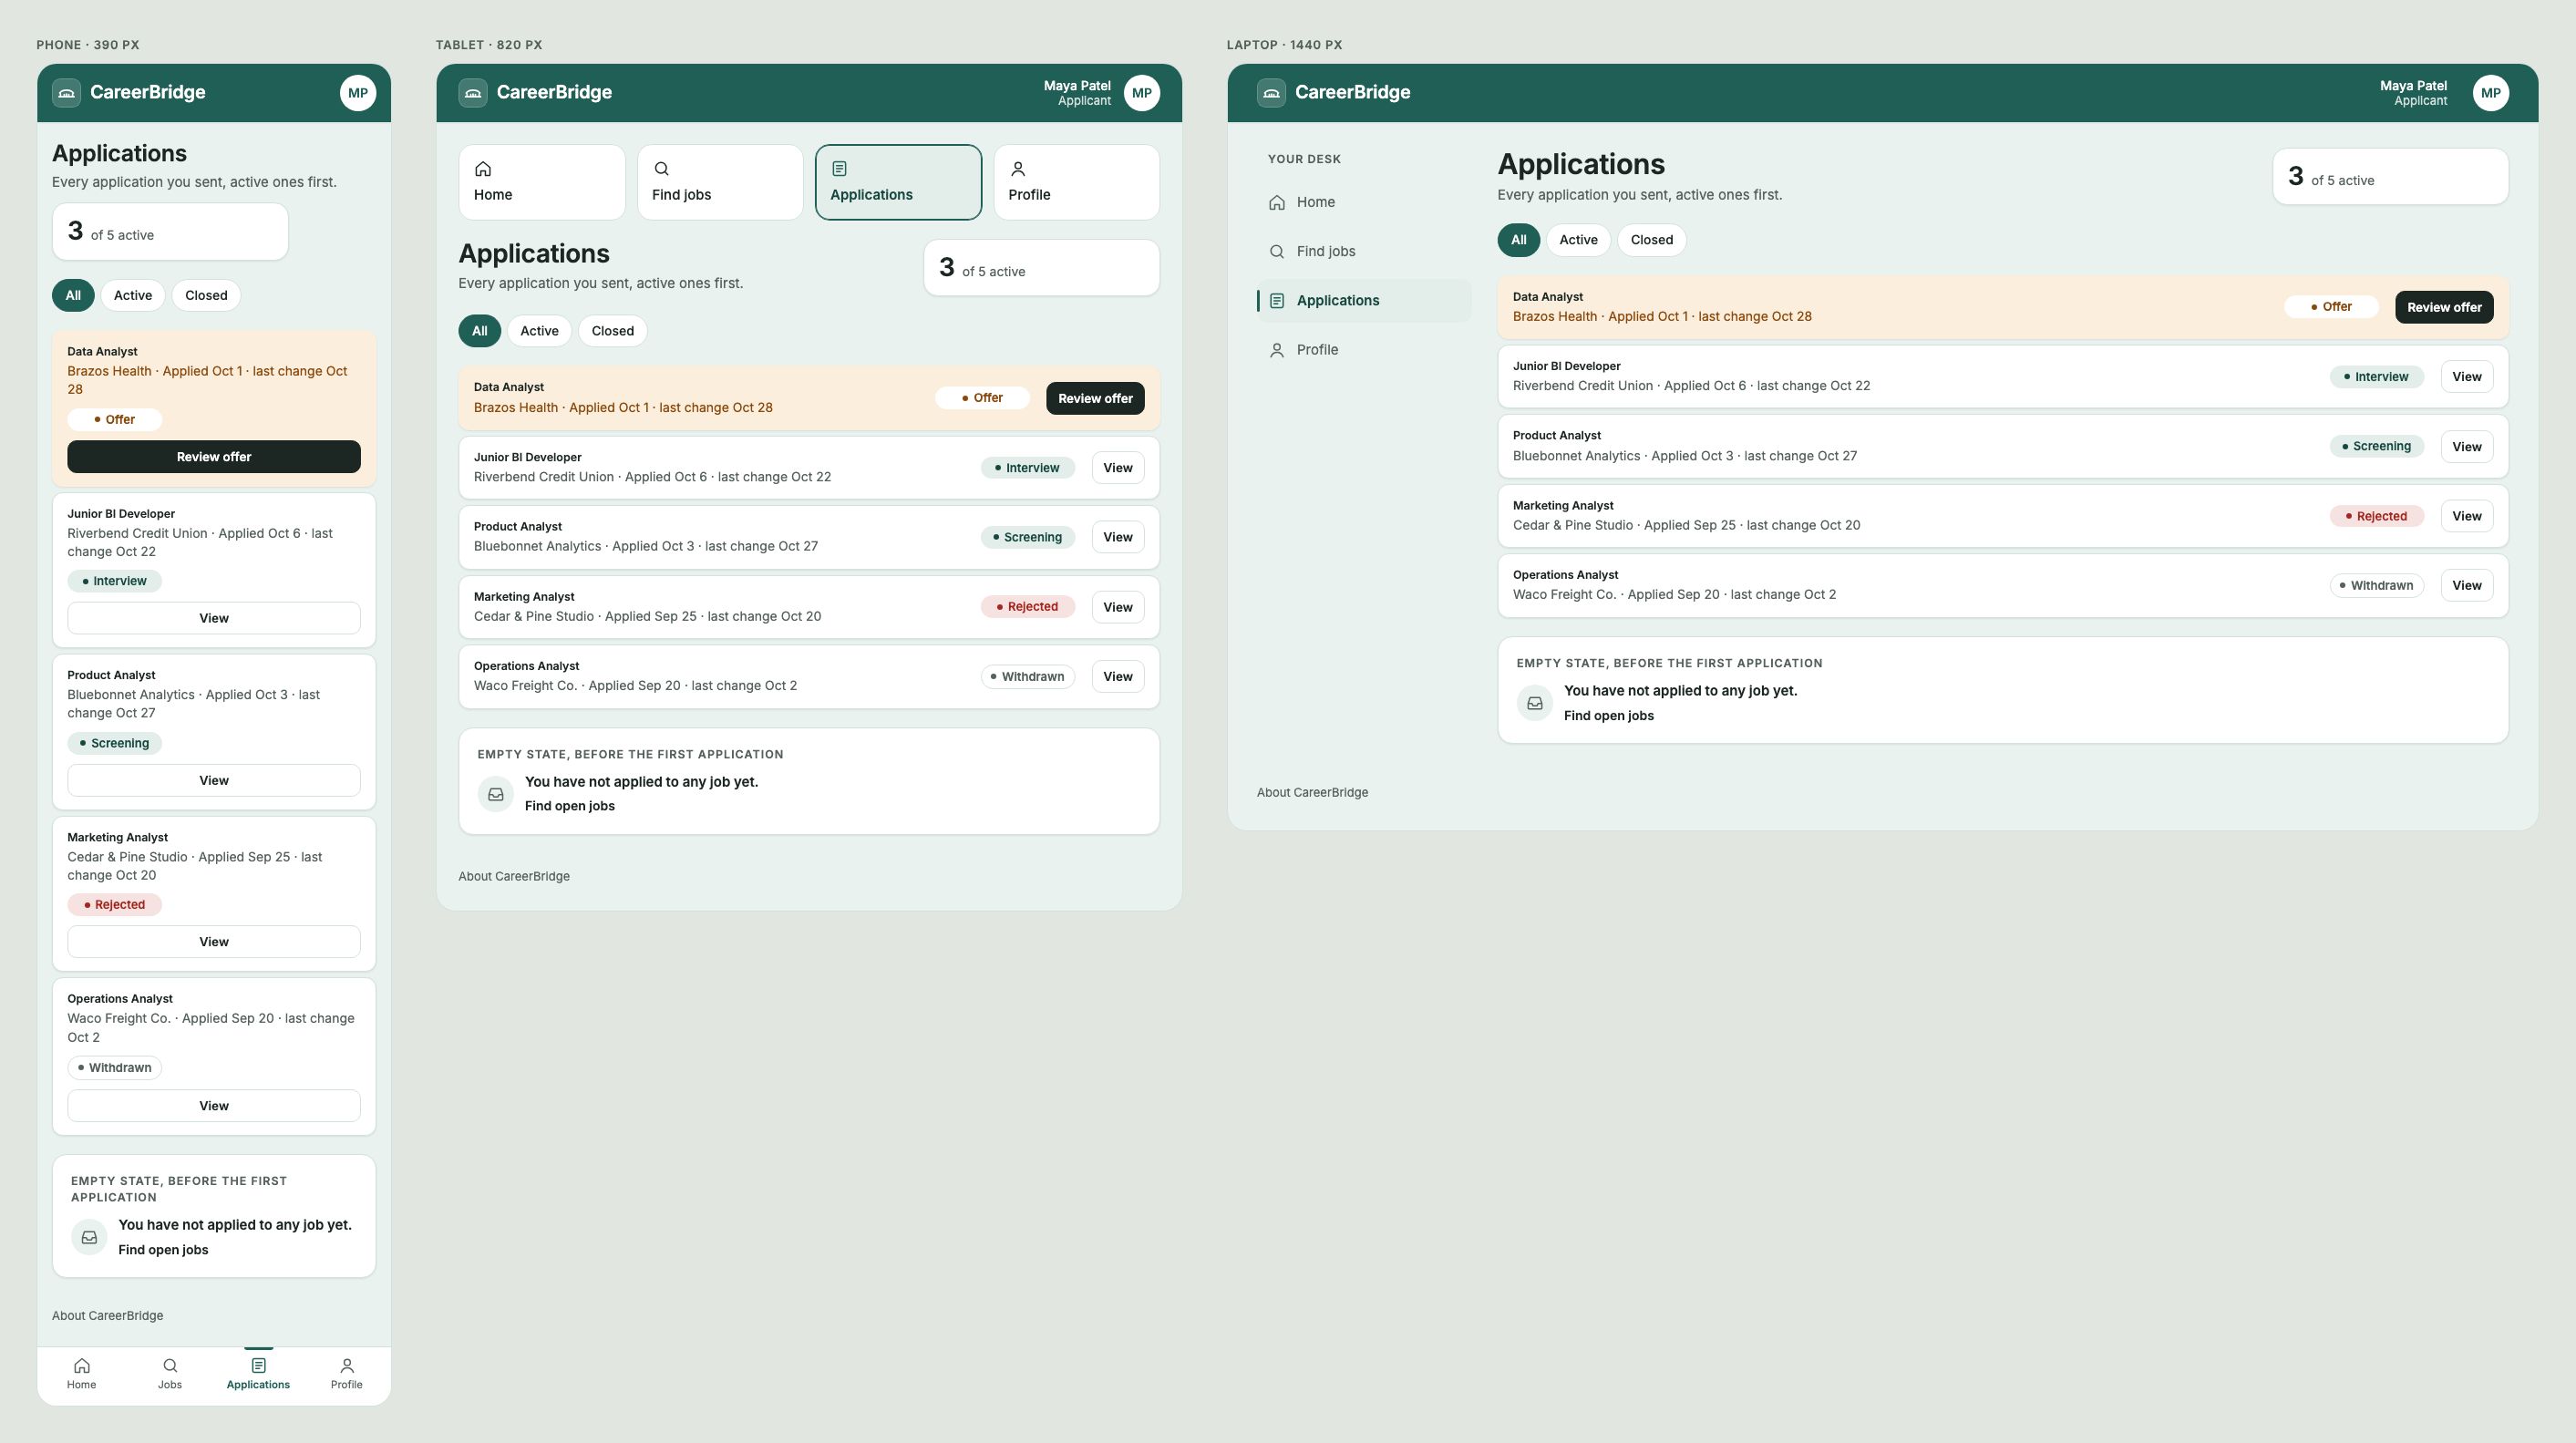 PHONE · 390 PX
CareerBridge
MP
Applications
Every application you sent, active ones first.
3 of 5 active
All
Active
Closed
Data Analyst
Brazos Health · Applied Oct 1 · last change Oct
28
Offer
Review offer
Junior BI Developer
Riverbend Credit Union · Applied Oct 6 · last
change Oct 22
Interview
View
Product Analyst
Bluebonnet Analytics · Applied Oct 3 · last
change Oct 27
Screening
View
Marketing Analyst
Cedar & Pine Studio · Applied Sep 25 · last
change Oct 20
Rejected
View
Operations Analyst
Waco Freight Co. · Applied Sep 20 · last change
Oct 2
Withdrawn
View
EMPTY STATE, BEFORE THE FIRST
APPLICATION
You have not applied to any job yet.
Find open jobs
About CareerBridge
Home
Jobs
Applications
Profile
TABLET · 820 PX
CareerBridge
Maya Patel
Applicant
MP
Home
Find jobs
Applications
Profile
Applications
Every application you sent, active ones first.
3 of 5 active
All
Active
Closed
Data Analyst
Brazos Health · Applied Oct 1 · last change Oct 28
Offer
Review offer
Junior BI Developer
Riverbend Credit Union · Applied Oct 6 · last change Oct 22
Interview
View
Product Analyst
Bluebonnet Analytics · Applied Oct 3 · last change Oct 27
Screening
View
Marketing Analyst
Cedar & Pine Studio · Applied Sep 25 · last change Oct 20
Rejected
View
Operations Analyst
Waco Freight Co. · Applied Sep 20 · last change Oct 2
Withdrawn
View
EMPTY STATE, BEFORE THE FIRST APPLICATION
You have not applied to any job yet.
Find open jobs
About CareerBridge
LAPTOP · 1440 PX
CareerBridge
Maya Patel
Applicant
MP
YOUR DESK
Home
Find jobs
Applications
Profile
Applications
Every application you sent, active ones first.
3 of 5 active
All
Active
Closed
Data Analyst
Brazos Health · Applied Oct 1 · last change Oct 28
Offer
Review offer
Junior BI Developer
Riverbend Credit Union · Applied Oct 6 · last change Oct 22
Interview
View
Product Analyst
Bluebonnet Analytics · Applied Oct 3 · last change Oct 27
Screening
View
Marketing Analyst
Cedar & Pine Studio · Applied Sep 25 · last change Oct 20
Rejected
View
Operations Analyst
Waco Freight Co. · Applied Sep 20 · last change Oct 2
Withdrawn
View
EMPTY STATE, BEFORE THE FIRST APPLICATION
You have not applied to any job yet.
Find open jobs
About CareerBridge